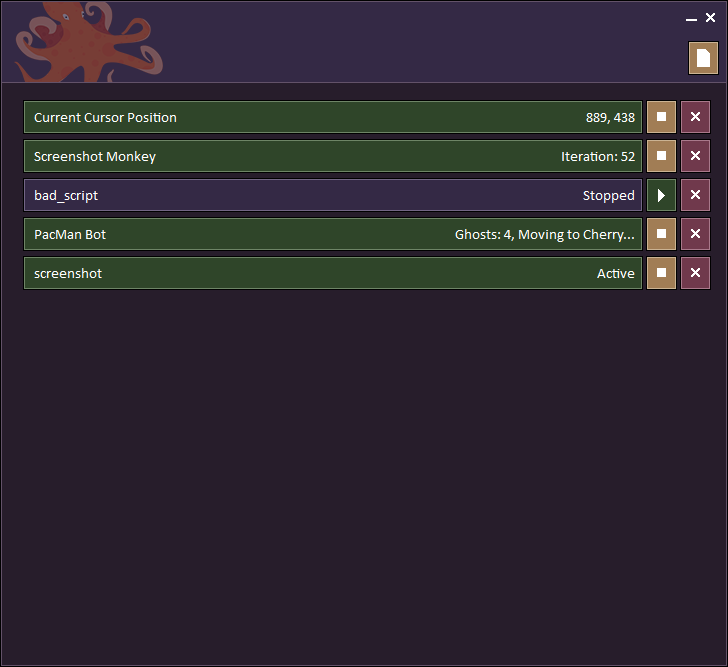 Current Cursor Position 889, 438
Screenshot Monkey Iteration: 52
bad_script Stopped
PacMan Bot Ghosts: 4, Moving to Cherry...
screenshot Active